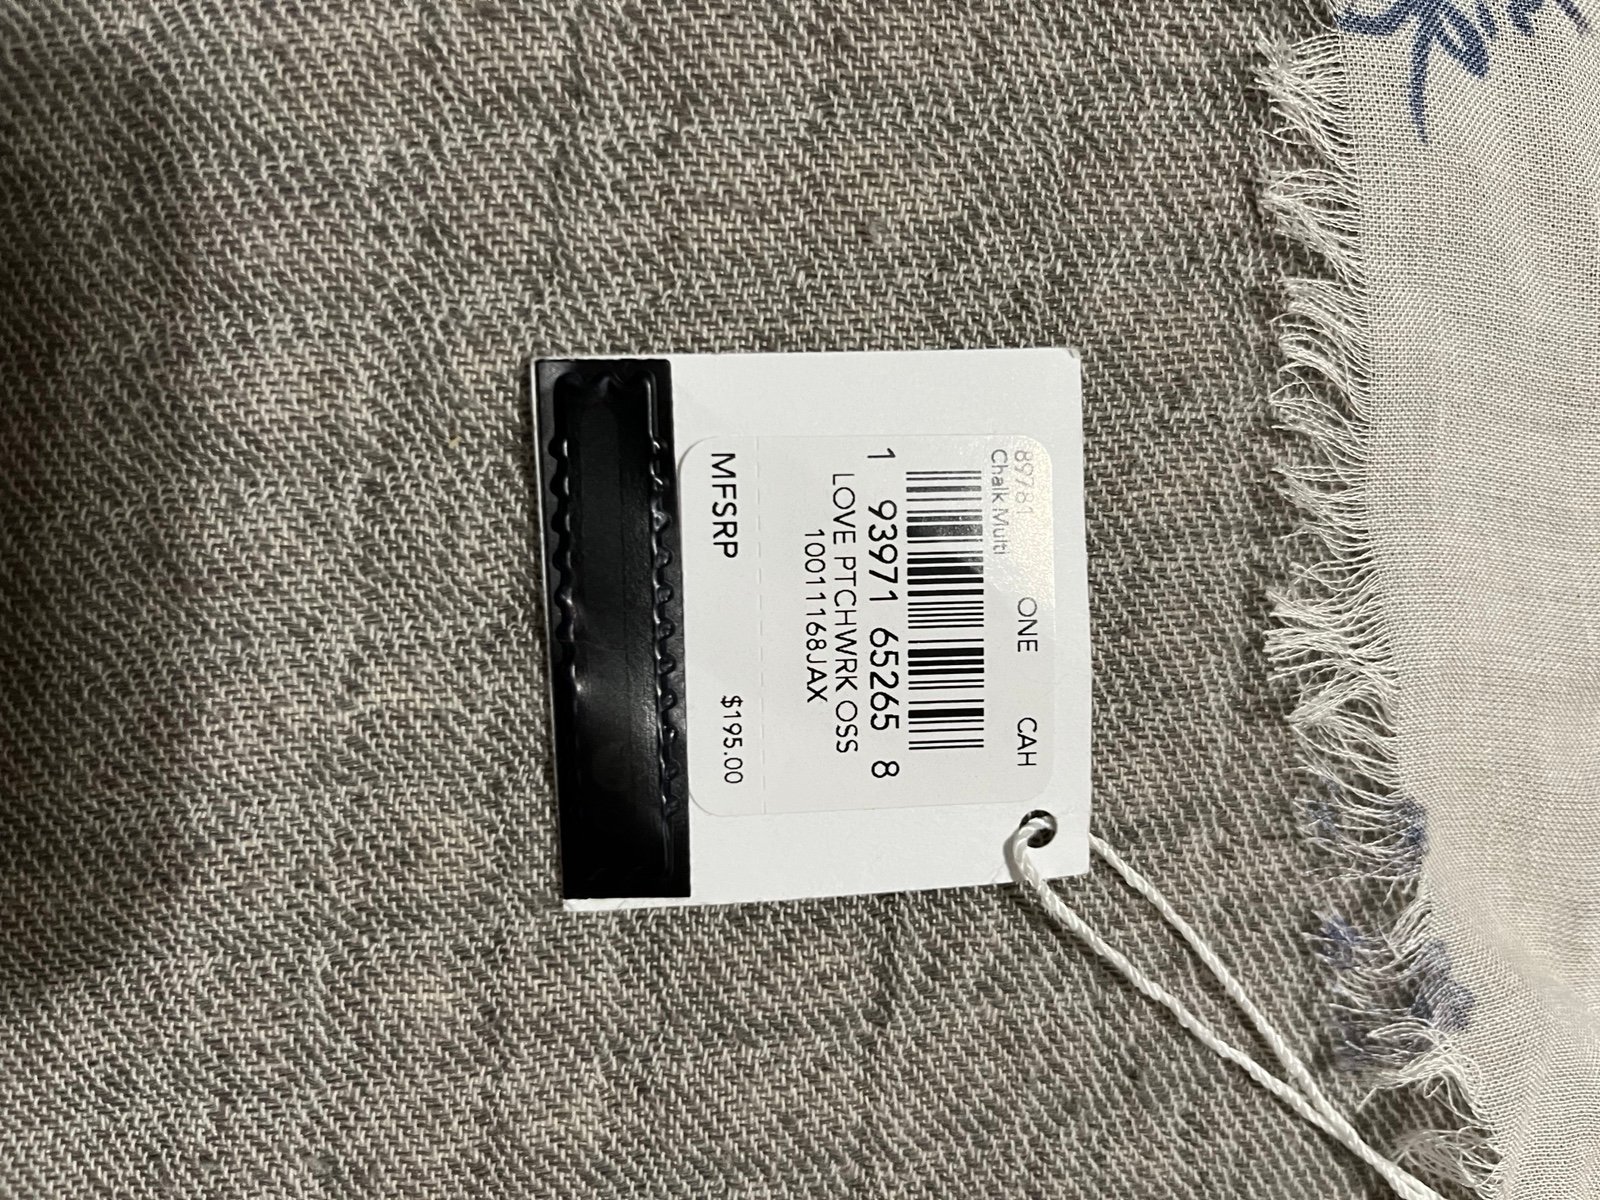 89781 ONE CAH
Chalk Multi
1 93971 65265 8
LOVE PTCHWRK OSS
10011168JAX
MFSRP $195.00